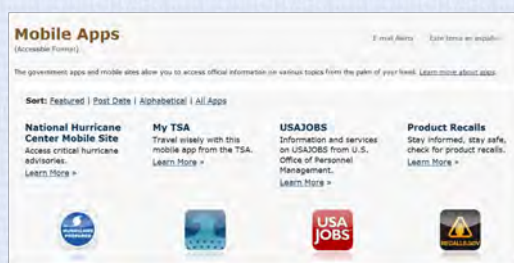 Mobile Apps
E-mail Alerts Este tema en español
(Accessible Format)
The government apps and mobile sites allow you to access official information on various topics from the palm of your hand. Learn more about apps.
Sort: Featured | Post Date | Alphabetical | All Apps
National Hurricane Center Mobile Site
Access critical hurricane advisories.
Learn More »
My TSA
Travel wisely with this mobile app from the TSA.
Learn More »
USAJOBS
Information and services on USAJOBS from U.S. Office of Personnel Management.
Learn More »
Product Recalls
Stay informed, stay safe, check for product recalls.
Learn More »
USA
JOBS
RECALLS.GOV